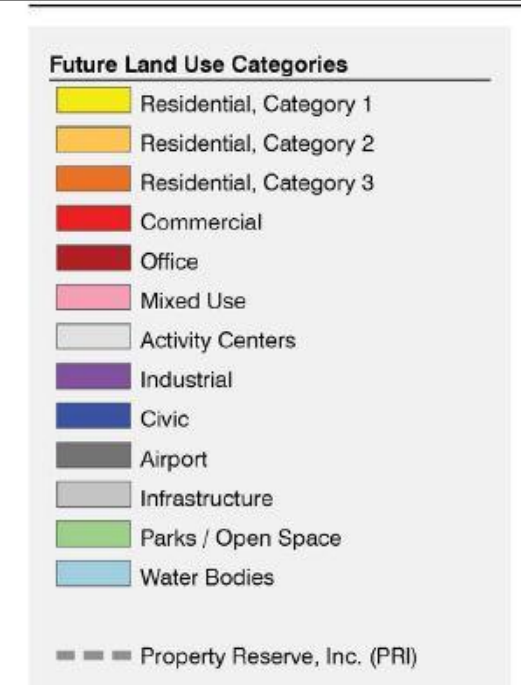 Future Land Use Categories
Residential, Category 1
Residential, Category 2
Residential, Category 3
Commercial
Office
Mixed Use
Activity Centers
Industrial
Civic
Airport
Infrastructure
Parks / Open Space
Water Bodies
Property Reserve, Inc. (PRI)